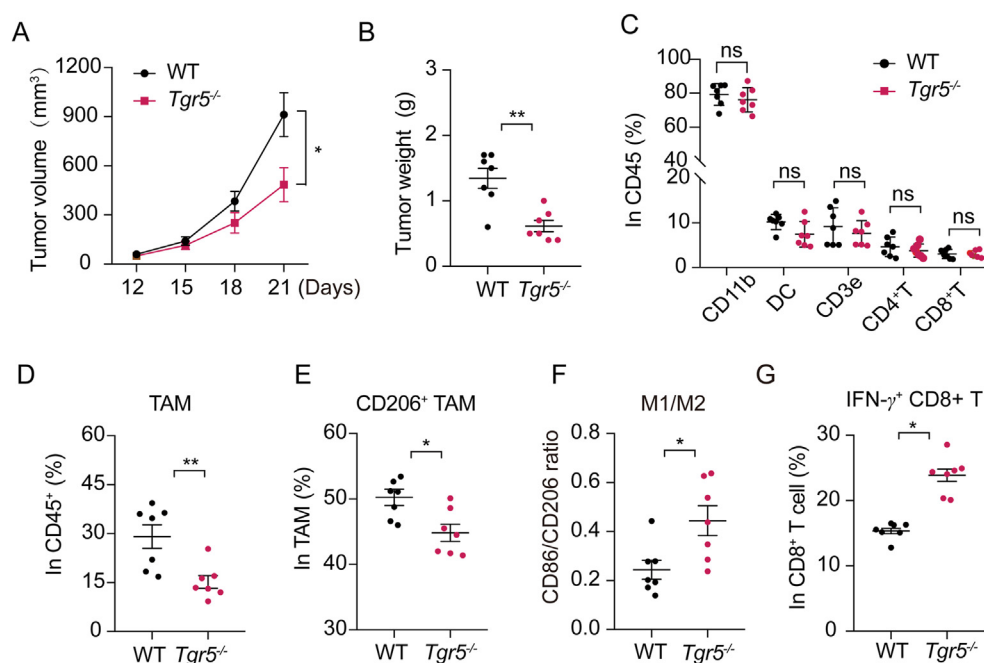 A
WT
Tgr5-/-
Tumor volume (mm3)
1200
900
600
300
0
12 15 18 21 (Days)
*
B
Tumor weight (g)
3
2
1
0
**
WT Tgr5-/-
C
WT
Tgr5-/-
In CD45 (%)
100
80
60
40
20
10
0
ns
ns
ns
ns
ns
CD11b
DC
CD3e
CD4+T
CD8+T
D
TAM
In CD45+ (%)
60
45
30
15
0
**
WT Tgr5-/-
E
CD206+ TAM
In TAM (%)
60
50
40
30
*
WT Tgr5-/-
F
M1/M2
CD86/CD206 ratio
0.8
0.6
0.4
0.2
0.0
*
WT Tgr5-/-
G
IFN-γ+ CD8+ T
In CD8+ T cell (%)
30
20
10
0
*
WT Tgr5-/-